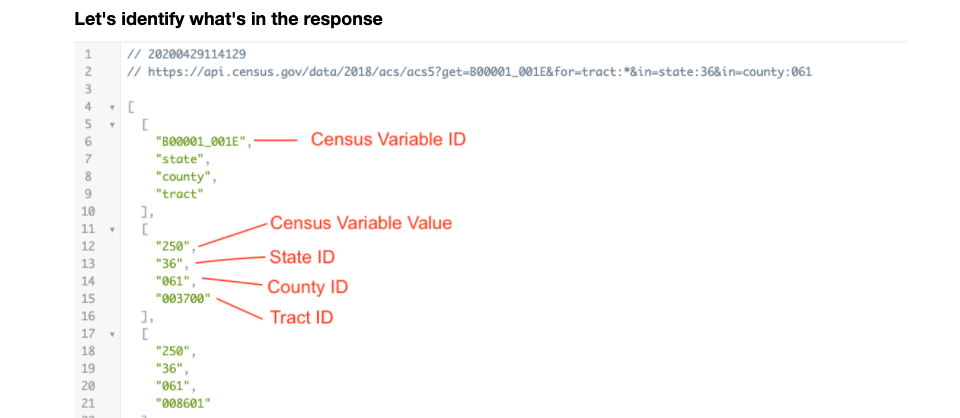 Let's identify what's in the response
1 // 20200429114129
2 // https://api.census.gov/data/2018/acs/acs5?get=B00001_001E&for=tract:*&in=state:36&in=county:061
3
4 ▾ [
5 ▾ [
6 "B00001_001E", Census Variable ID
7 "state",
8 "county",
9 "tract"
10 ],
11 ▾ [
Census Variable Value
12 "250",
13 "36", State ID
14 "061", County ID
15 "003700"
Tract ID
16 ],
17 ▾ [
18 "250",
19 "36",
20 "061",
21 "008601"